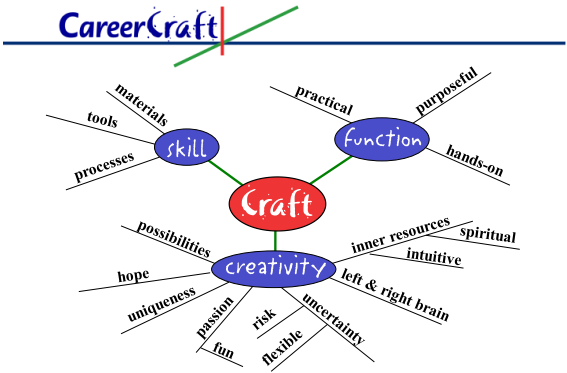 CareerCraft
materials
tools
processes
skill
practical
purposeful
function
hands-on
Craft
possibilities
hope
uniqueness
creativity
passion
fun
risk
flexible
uncertainty
inner resources
spiritual
intuitive
left & right brain